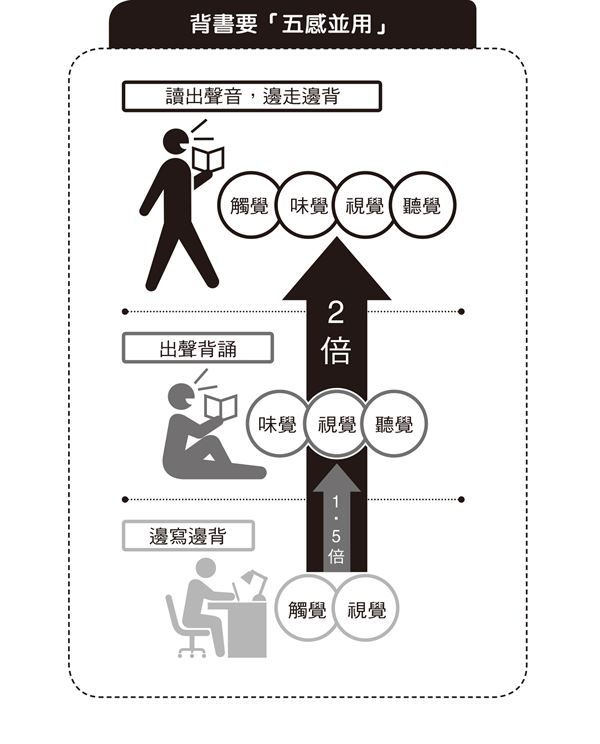 背書要「五感並用」
讀出聲音，邊走邊背
觸覺 味覺 視覺 聽覺
2
倍
出聲背誦
味覺 視覺 聽覺
1
·
5
倍
邊寫邊背
觸覺 視覺